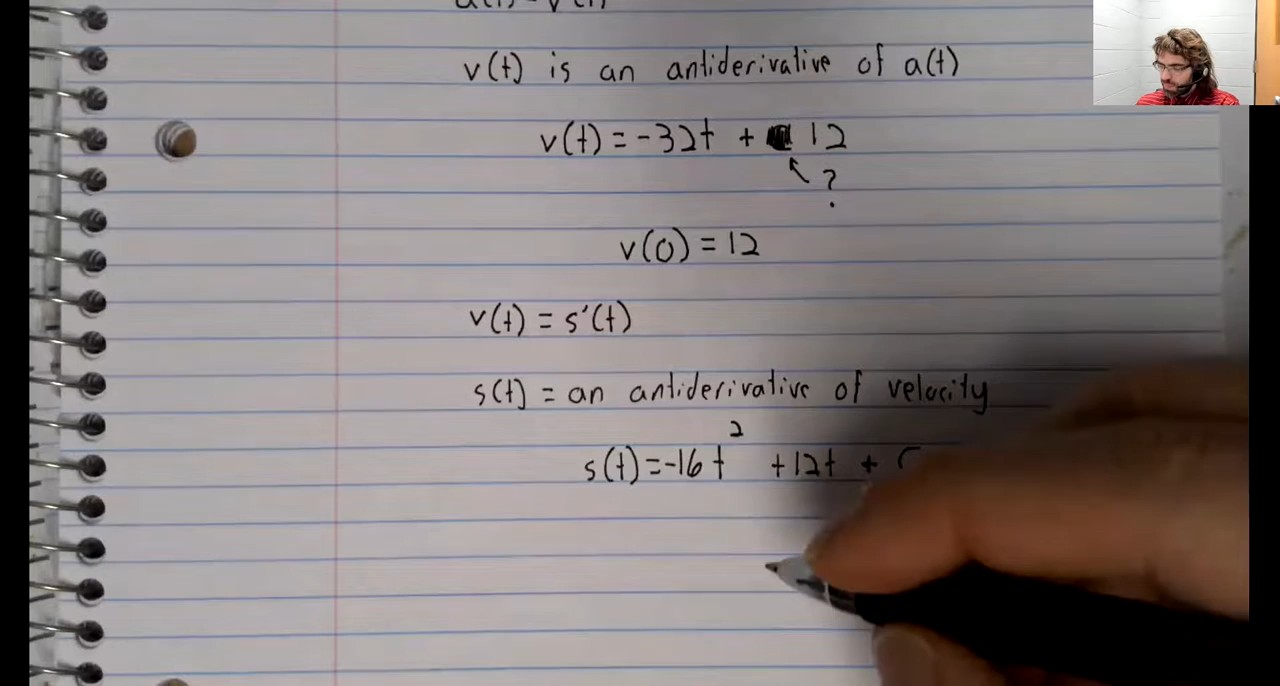 a(t) = v'(t)
v(t) is an antiderivative of a(t)
v(t) = -32t + 12
?
v(0) = 12
v(t) = s'(t)
s(t) = an antiderivative of velocity
s(t) = -16t² + 12t + C